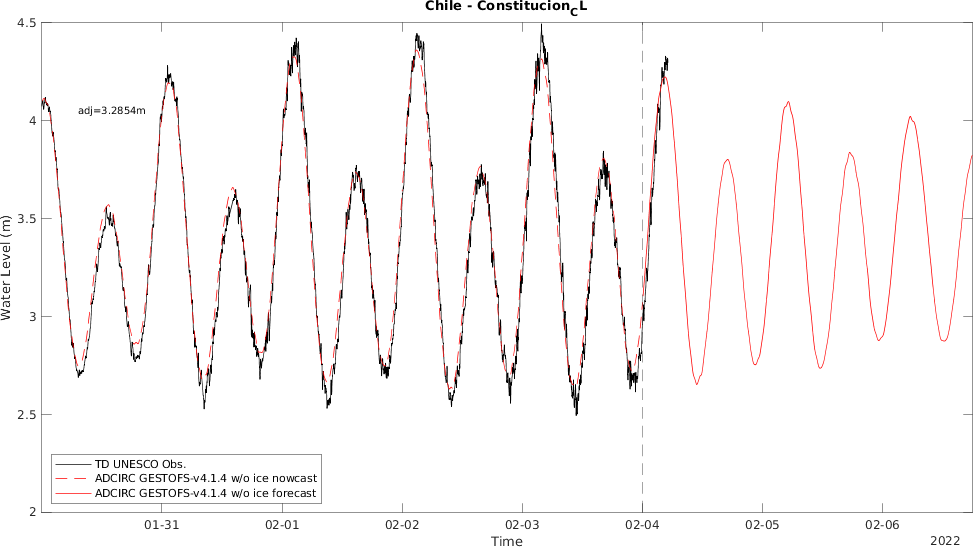 Chile - Constitucion_CL
4.5
4
3.5
3
2.5
2
adj=3.2854m
Water Level (m)
TD UNESCO Obs.
ADCIRC GESTOFS-v4.1.4 w/o ice nowcast
ADCIRC GESTOFS-v4.1.4 w/o ice forecast
01-31 02-01 02-02 02-03 02-04 02-05 02-06
Time
2022